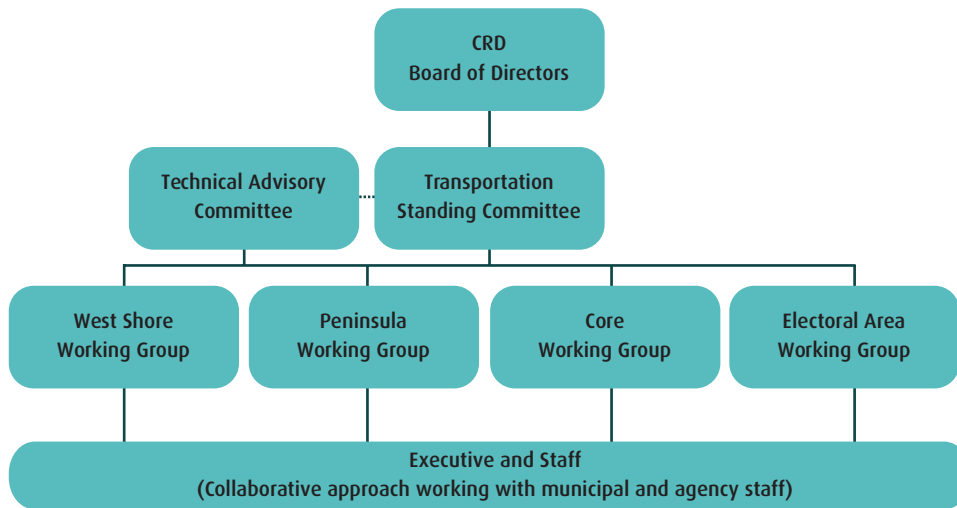 CRD
Board of Directors
Technical Advisory
Committee
Transportation
Standing Committee
West Shore
Working Group
Peninsula
Working Group
Core
Working Group
Electoral Area
Working Group
Executive and Staff
(Collaborative approach working with municipal and agency staff)